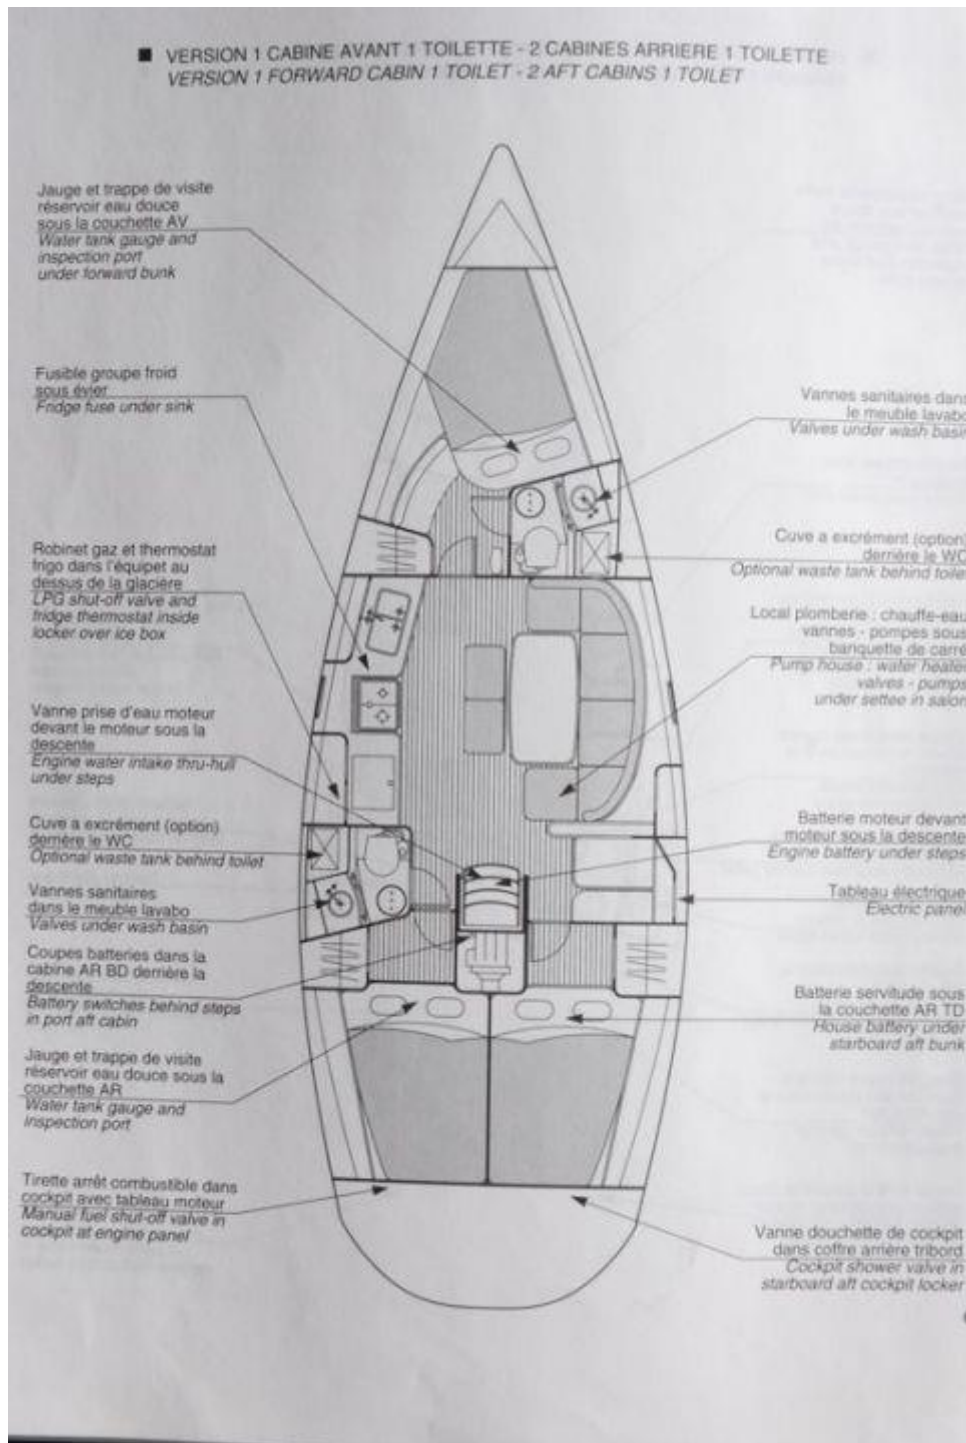 VERSION 1 CABINE AVANT 1 TOILETTE - 2 CABINES ARRIERE 1 TOILETTE
VERSION 1 FORWARD CABIN 1 TOILET - 2 AFT CABINS 1 TOILET
Jauge et trappe de visite
réservoir eau douce
sous la couchette AV
Water tank gauge and
inspection port
under forward bunk
Fusible groupe froid
sous évier
Fridge fuse under sink
Robinet gaz et thermostat
frigo dans l'équipet au
dessus de la glacière
LPG shut-off valve and
fridge thermostat inside
locker over ice box
Vanne prise d'eau moteur
devant le moteur sous la
descente
Engine water intake thru-hull
under steps
Cuve a excrément (option)
derrière le WC
Optional waste tank behind toilet
Vannes sanitaires
dans le meuble lavabo
Valves under wash basin
Coupes batteries dans la
cabine AR BD derrière la
descente
Battery switches behind steps
in port aft cabin
Jauge et trappe de visite
réservoir eau douce sous la
couchette AR
Water tank gauge and
inspection port
Tirette arrêt combustible dans
cockpit avec tableau moteur
Manual fuel shut-off valve in
cockpit at engine panel
Vannes sanitaires dans
le meuble lavabo
Valves under wash basin
Cuve a excrément (option)
derrière le WC
Optional waste tank behind toilet
Local plomberie : chauffe-eau
vannes - pompes sous
banquette de carré
Pump house : water heater
valves - pumps
under settee in salon
Batterie moteur devant
moteur sous la descente
Engine battery under steps
Tableau électrique
Electric panel
Batterie servitude sous
la couchette AR TD
House battery under
starboard aft bunk
Vanne douchette de cockpit
dans coffre arrière tribord
Cockpit shower valve in
starboard aft cockpit locker